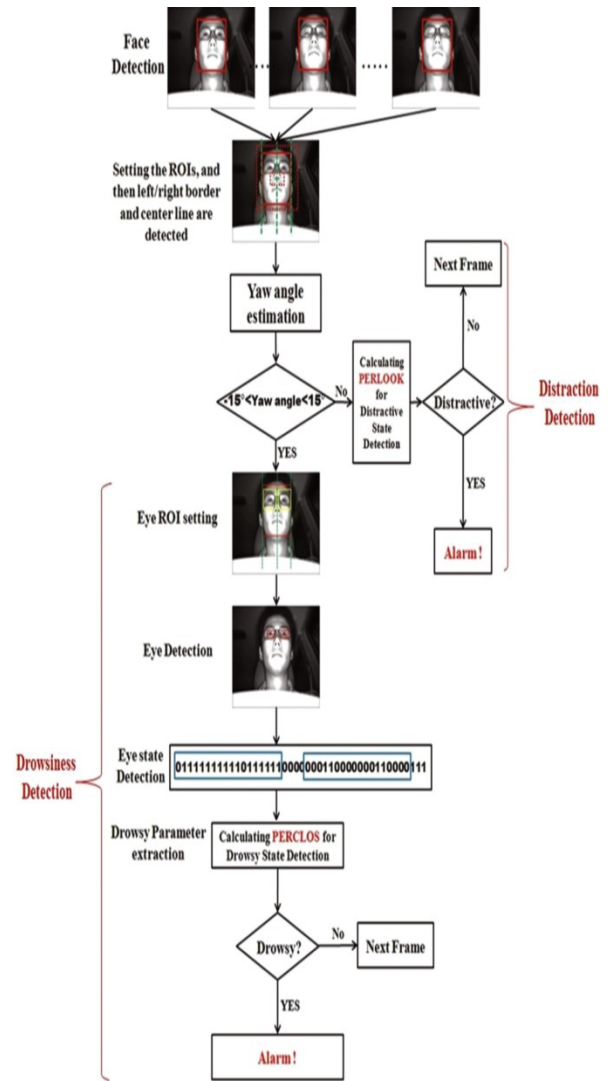 Face
Detection
.... .....
Setting the ROIs, and
then left/right border
and center line are
detected
Yaw angle
estimation
-15°<Yaw angle<15°
No
Calculating
PERLOOK
for
Distractive
State
Detection
Distractive?
No
Next Frame
YES
Alarm!
Distraction
Detection
YES
Eye ROI setting
Eye Detection
Eye state
Detection
0111111111110111111000000011000000011000­0111
Drowsy Parameter
extraction
Calculating PERCLOS for
Drowsy State Detection
Drowsiness
Detection
Drowsy?
No
Next Frame
YES
Alarm!